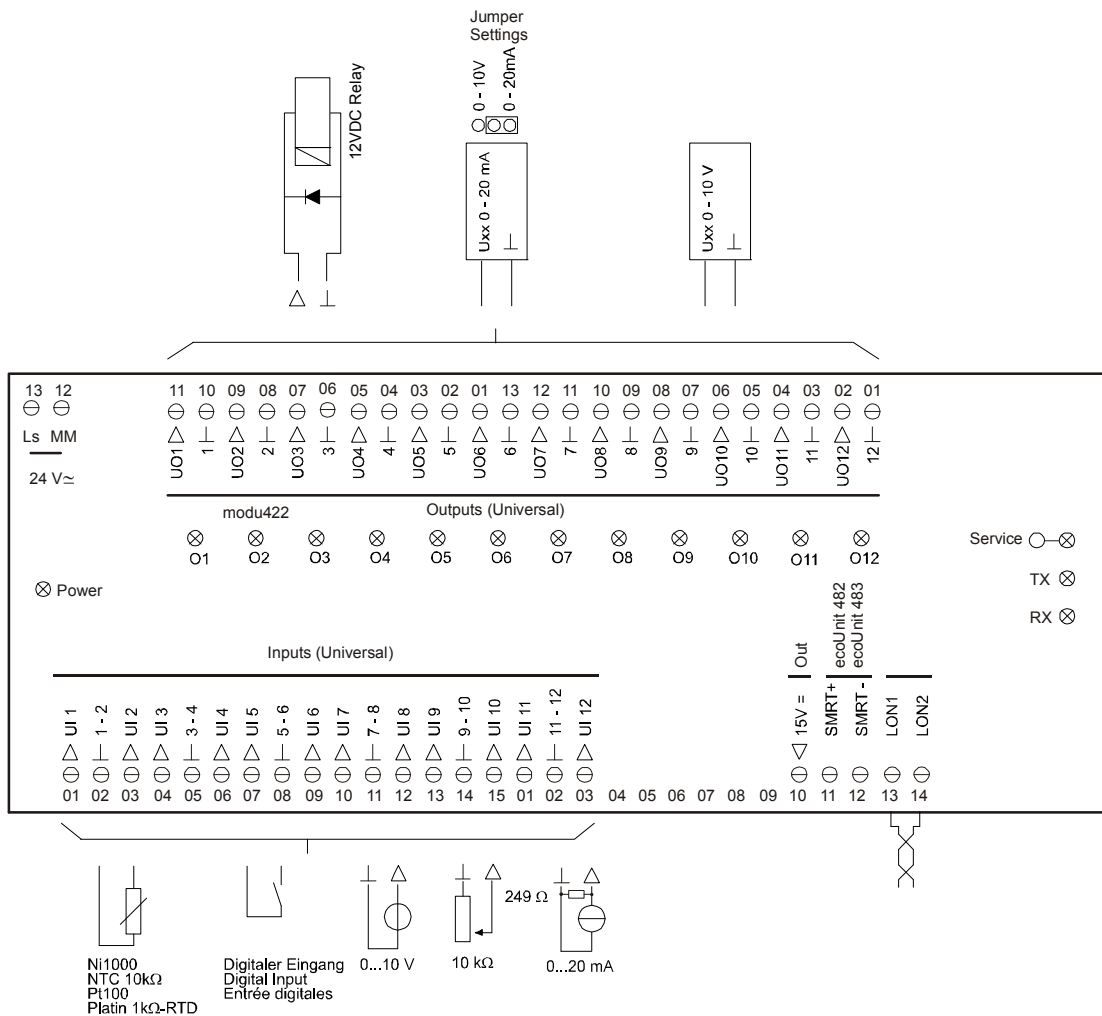 Jumper
Settings
0 - 10V
0 - 20mA
12VDC Relay
Uxx 0 - 20 mA
Uxx 0 - 10 V
13 12
11 10 09 08 07 06 05 04 03 02 01 13 12 11 10 09 08 07 06 05 04 03 02 01
Ls MM
24 V≃
UO1 1 UO2 2 UO3 3 UO4 4 UO5 5 UO6 6 UO7 7 UO8 8 UO9 9 UO10 10 UO11 11 UO12 12
modu422
Outputs (Universal)
O1 O2 O3 O4 O5 O6 O7 O8 O9 O10 O11 O12
Service
TX
RX
Power
Inputs (Universal)
Out
ecoUnit 482
ecoUnit 483
UI 1 1 - 2 UI 2 UI 3 3 - 4 UI 4 UI 5 5 - 6 UI 6 UI 7 7 - 8 UI 8 UI 9 9 - 10 UI 10 UI 11 11 - 12 UI 12
15V = SMRT+ SMRT - LON1 LON2
01 02 03 04 05 06 07 08 09 10 11 12 13 14 15 01 02 03 04 05 06 07 08 09 10 11 12 13 14
249 Ω
Ni1000
NTC 10kΩ
Pt100
Platin 1kΩ-RTD
Digitaler Eingang
Digital Input
Entrée digitales
0...10 V
10 kΩ
0...20 mA